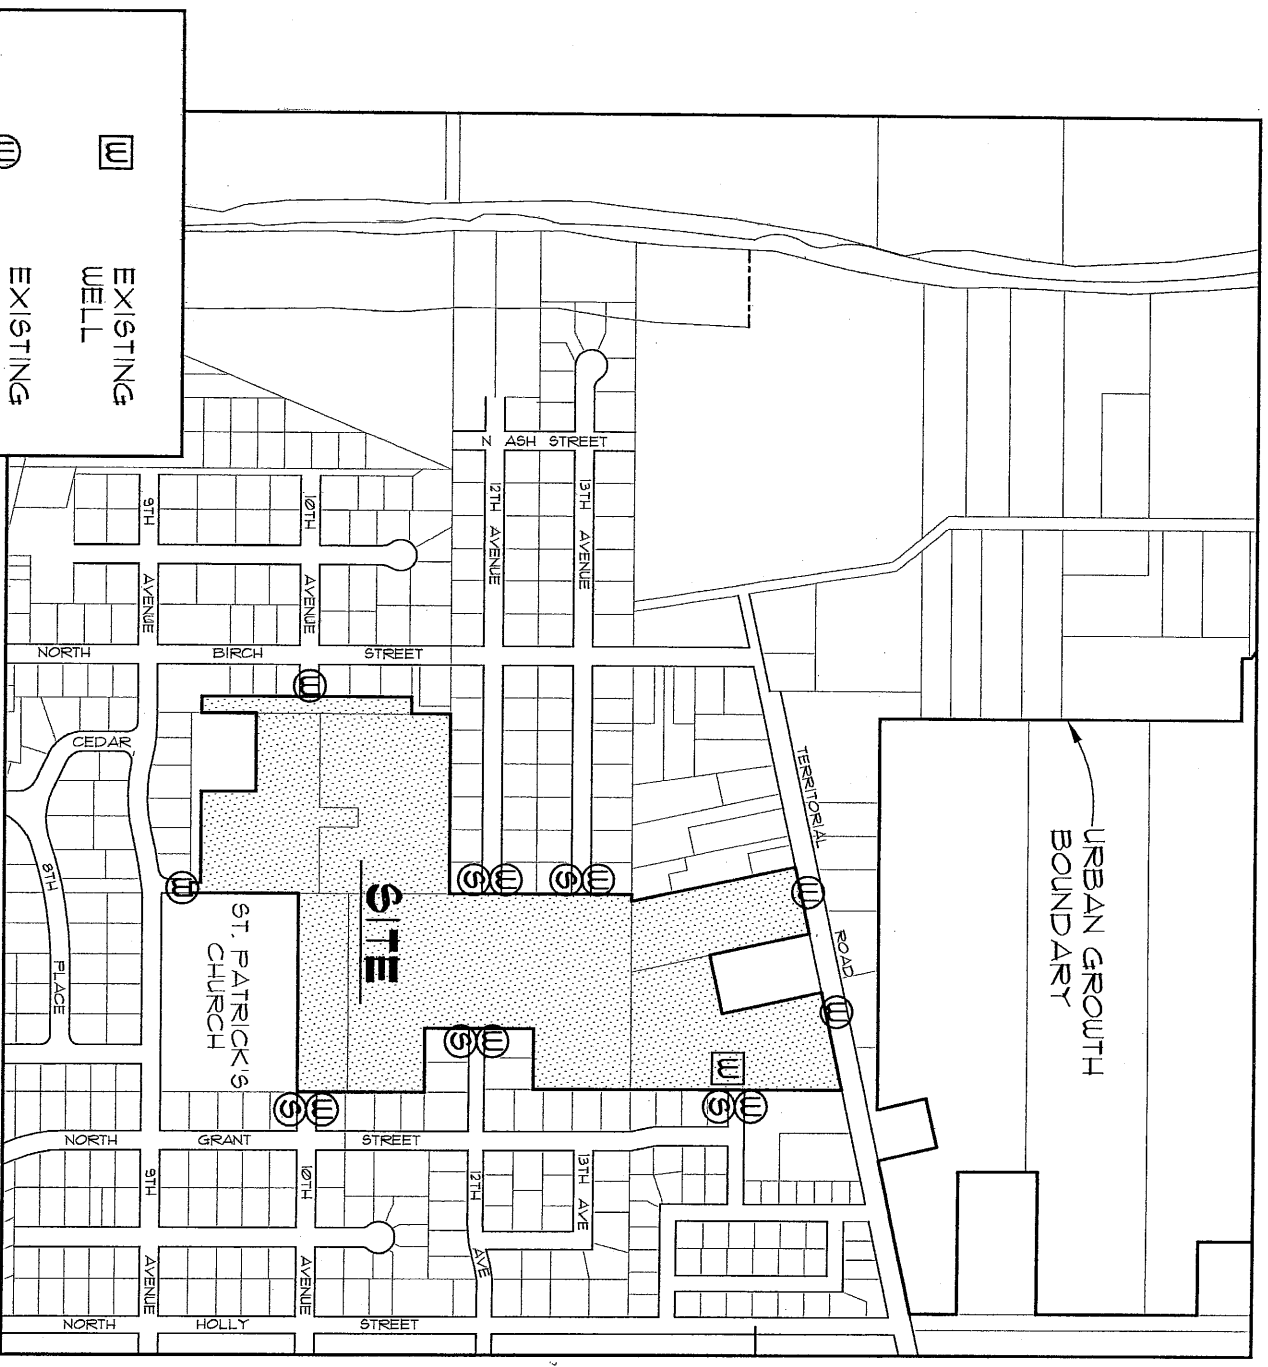 URBAN GROWTH
BOUNDARY
TERRITORIAL
ROAD
N ASH STREET
13TH AVENUE
12TH AVENUE
10TH
AVENUE
9TH
AVENUE
NORTH
BIRCH
STREET
CEDAR
8TH
PLACE
SITE
ST. PATRICK'S
CHURCH
W
W
W
W
W
S
W
S
W
S
W
S
W
S
W
NORTH
GRANT
STREET
13TH AVE
12TH
AVE
10TH
AVENUE
9TH
AVENUE
NORTH
HOLLY
STREET
W
EXISTING
WELL
W
EXISTING